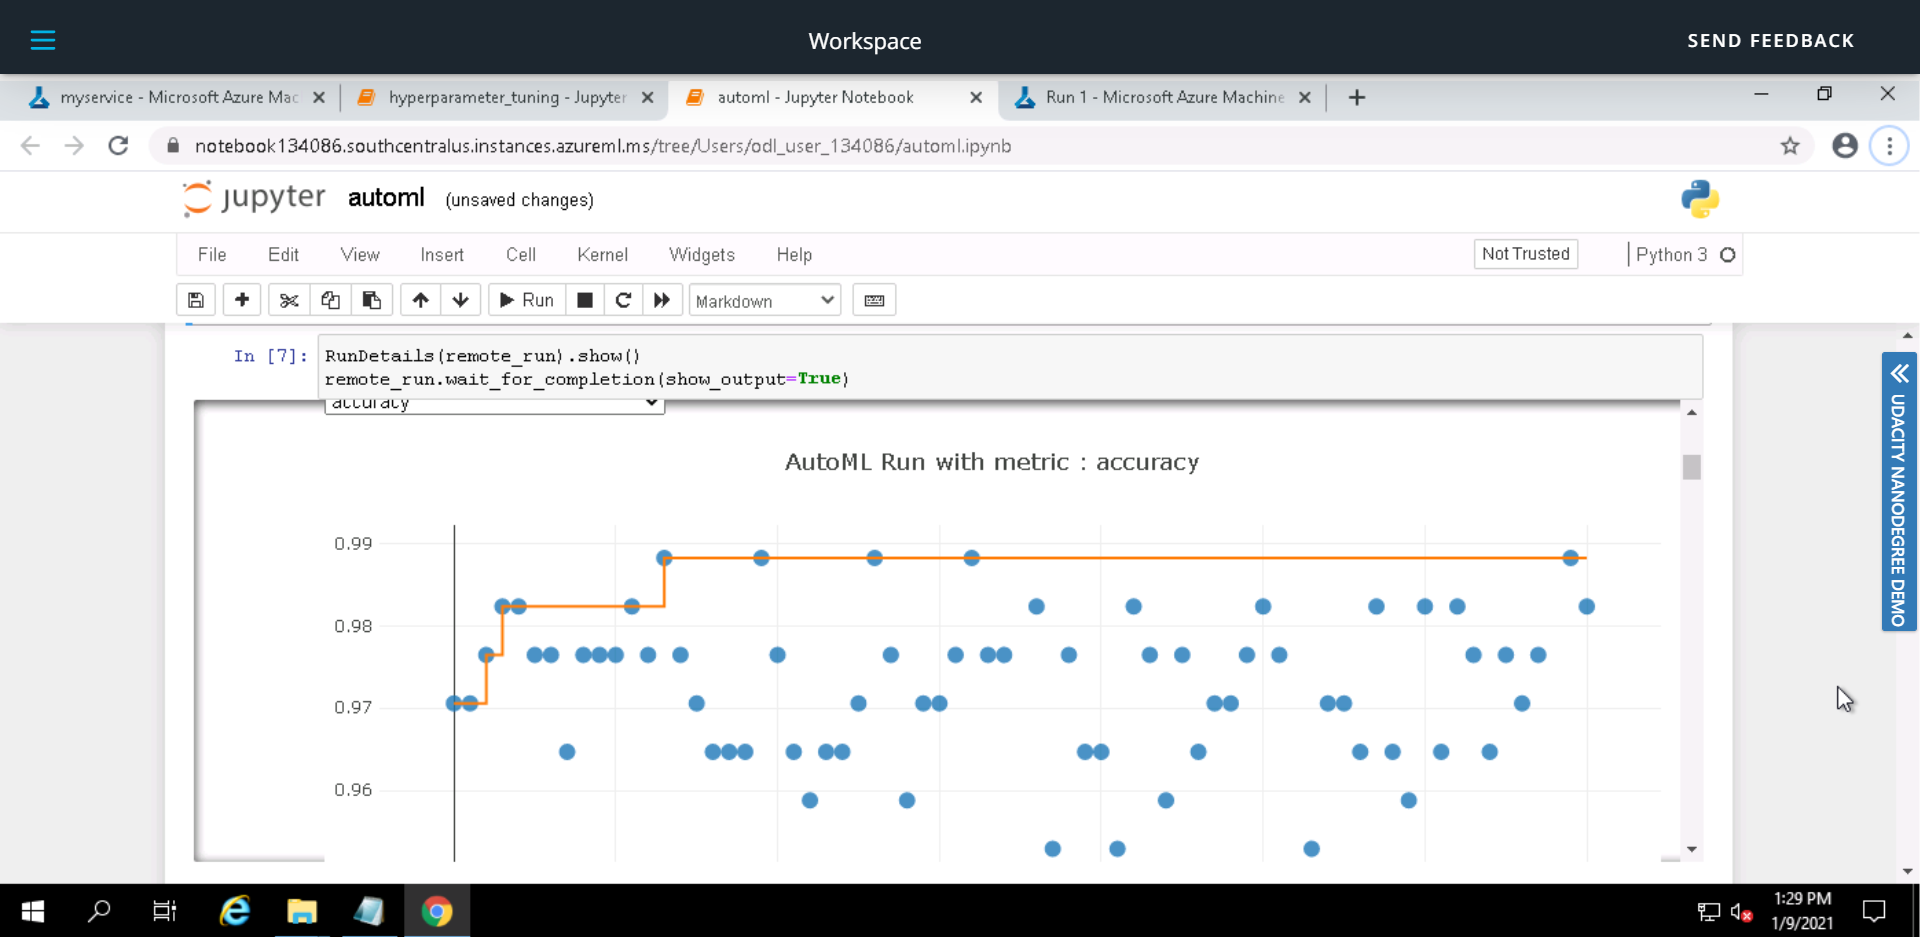 Workspace
SEND FEEDBACK
myservice - Microsoft Azure Mac
hyperparameter_tuning - Jupyter
automl - Jupyter Notebook
Run 1 - Microsoft Azure Machine
notebook134086.southcentralus.instances.azureml.ms/tree/Users/odl_user_134086/automl.ipynb
jupyter automl (unsaved changes)
File Edit View Insert Cell Kernel Widgets Help
Not Trusted
Python 3
Run
Markdown
In [7]: RunDetails(remote_run).show()
remote_run.wait_for_completion(show_output=True)
accuracy
AutoML Run with metric : accuracy
0.99
0.98
0.97
0.96
UDACITY NANODEGREE DEMO
1:29 PM
1/9/2021